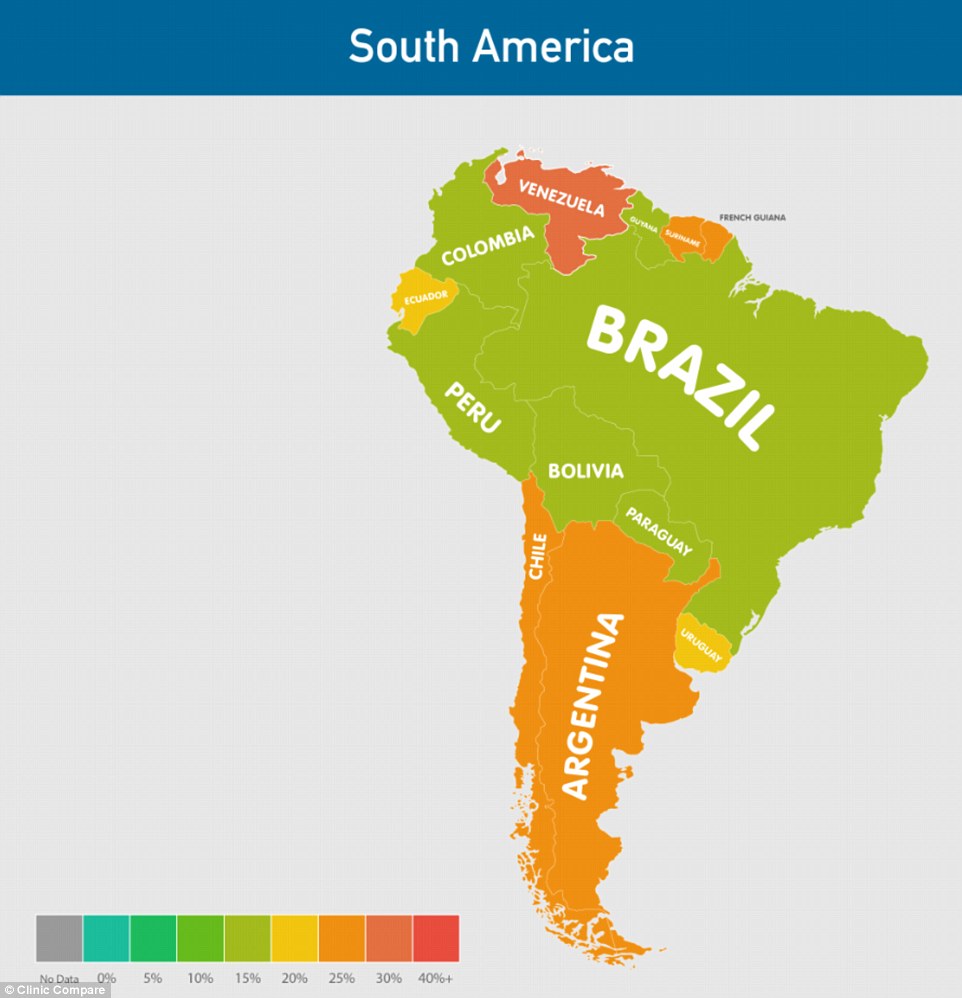 South America
VENEZUELA
FRENCH GUIANA
GUYANA
SURINAME
COLOMBIA
ECUADOR
BRAZIL
PERU
BOLIVIA
PARAGUAY
CHILE
URUGUAY
ARGENTINA
No Data 0% 5% 10% 15% 20% 25% 30% 40%+
© Clinic Compare